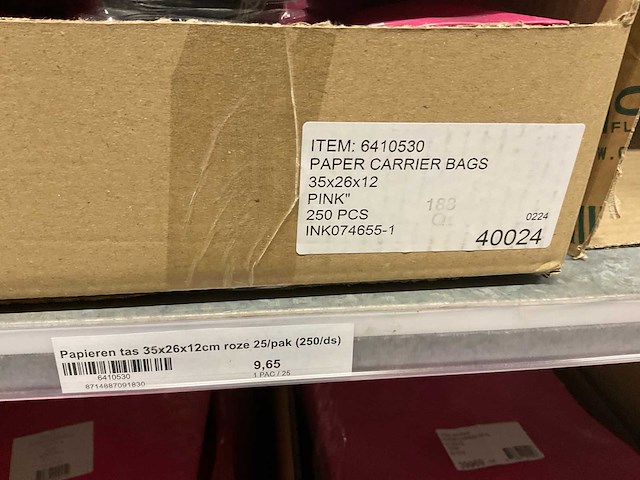 ITEM: 6410530
PAPER CARRIER BAGS
35x26x12
PINK"
250 PCS
INK074655-1
0224
40024
Papieren tas 35x26x12cm roze 25/pak (250/ds)
9,65
6410530
1 PAC / 25
8714887091830